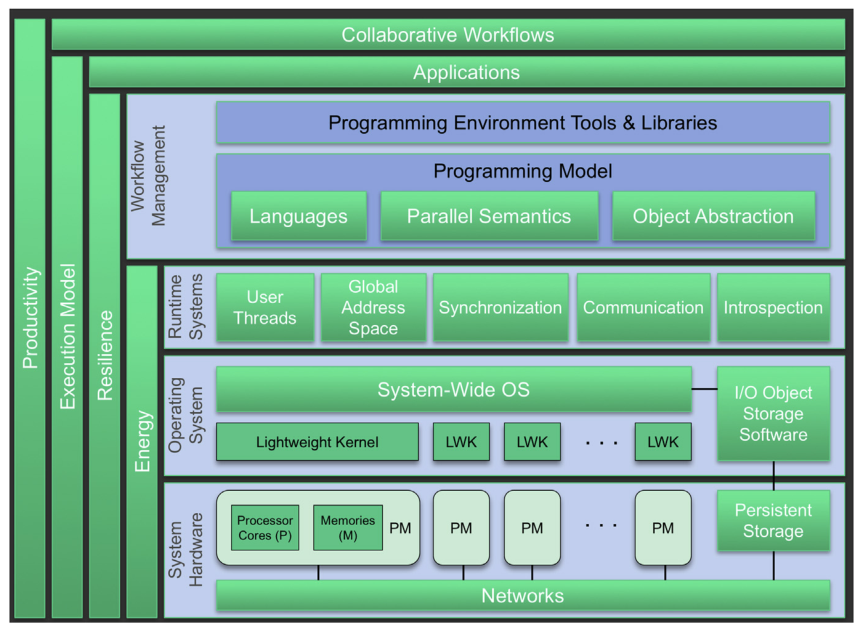 Collaborative Workflows
Applications
Productivity
Execution Model
Resilience
Energy
Workflow
Management
Programming Environment Tools & Libraries
Programming Model
Languages
Parallel Semantics
Object Abstraction
Runtime
Systems
User
Threads
Global
Address
Space
Synchronization
Communication
Introspection
Operating
System
System-Wide OS
I/O Object
Storage
Software
Lightweight Kernel
LWK
LWK
. . .
LWK
System
Hardware
Processor
Cores (P)
Memories
(M)
PM
PM
PM
. . .
PM
Persistent
Storage
Networks